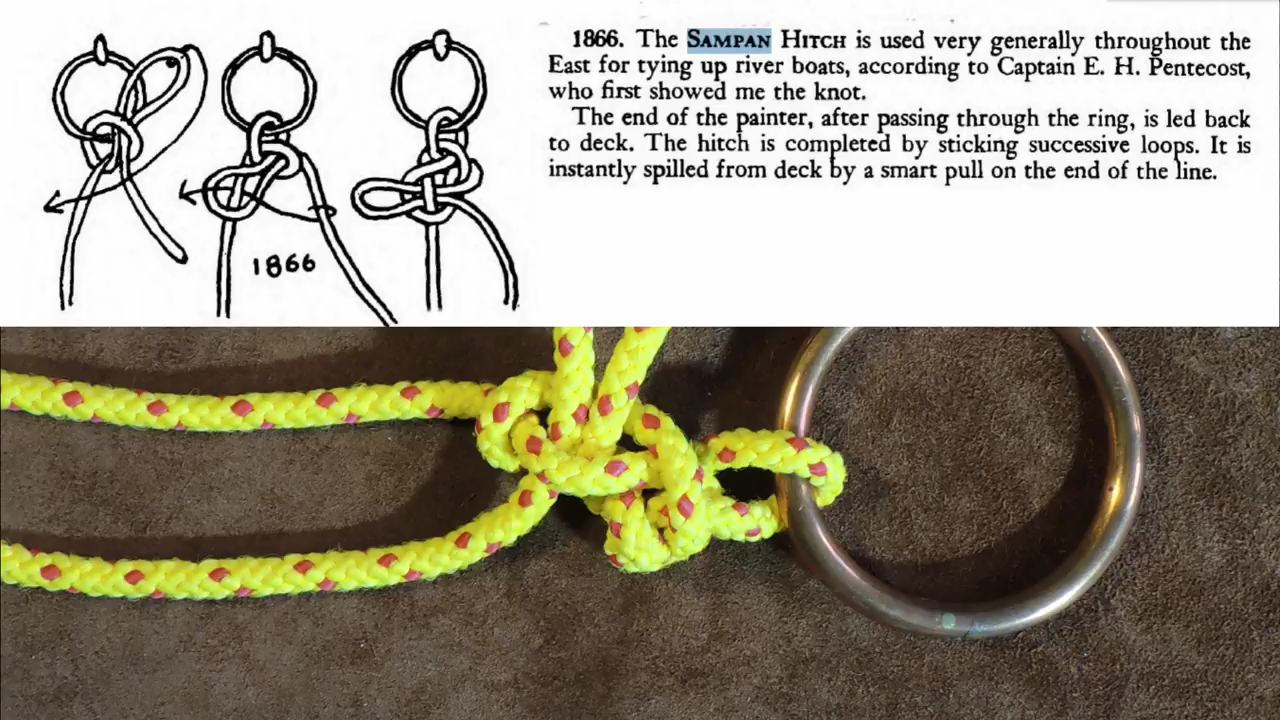 1866. The SAMPAN HITCH is used very generally throughout the
East for tying up river boats, according to Captain E. H. Pentecost,
who first showed me the knot.
The end of the painter, after passing through the ring, is led back
to deck. The hitch is completed by sticking successive loops. It is
instantly spilled from deck by a smart pull on the end of the line.
1866